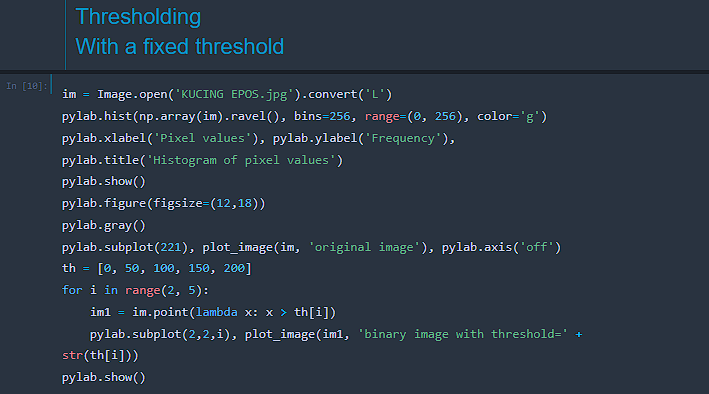 Thresholding
With a fixed threshold
In [10]:
im = Image.open('KUCING EPOS.jpg').convert('L')
pylab.hist(np.array(im).ravel(), bins=256, range=(0, 256), color='g')
pylab.xlabel('Pixel values'), pylab.ylabel('Frequency'),
pylab.title('Histogram of pixel values')
pylab.show()
pylab.figure(figsize=(12,18))
pylab.gray()
pylab.subplot(221), plot_image(im, 'original image'), pylab.axis('off')
th = [0, 50, 100, 150, 200]
for i in range(2, 5):
    im1 = im.point(lambda x: x > th[i])
    pylab.subplot(2,2,i), plot_image(im1, 'binary image with threshold=' +
str(th[i]))
pylab.show()